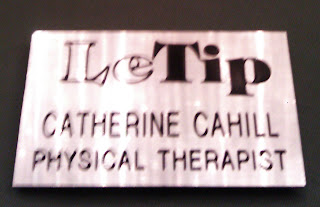 LeTip
CATHERINE CAHILL
PHYSICAL THERAPIST